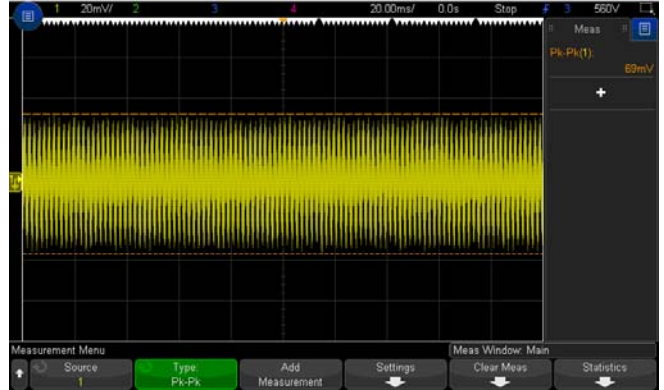 1 20mV/ 2 3 4 20.00ms/ 0.0s Stop 3 560V
Meas
Pk-Pk(1):
69mV
+
Measurement Menu
Meas Window: Main
Source
1
Type:
Pk-Pk
Add
Measurement
Settings
Clear Meas
Statistics